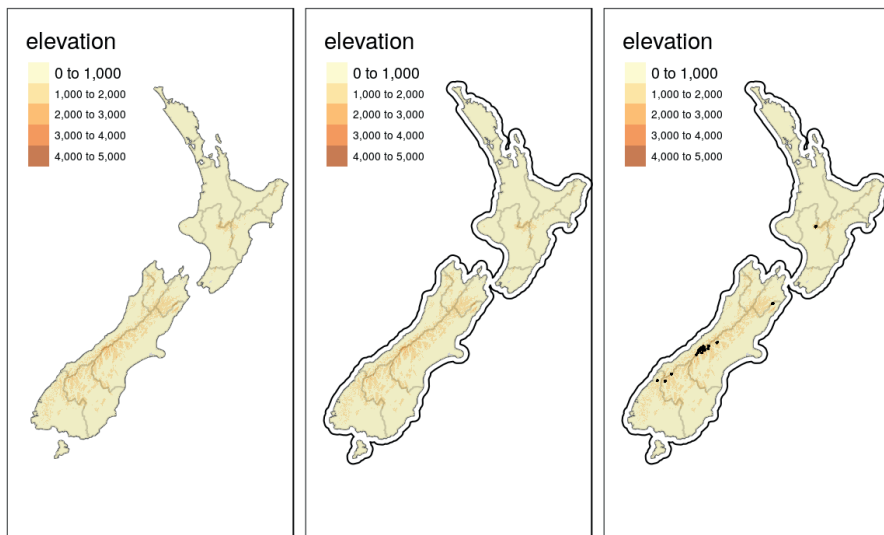 elevation
0 to 1,000
1,000 to 2,000
2,000 to 3,000
3,000 to 4,000
4,000 to 5,000
elevation
0 to 1,000
1,000 to 2,000
2,000 to 3,000
3,000 to 4,000
4,000 to 5,000
elevation
0 to 1,000
1,000 to 2,000
2,000 to 3,000
3,000 to 4,000
4,000 to 5,000